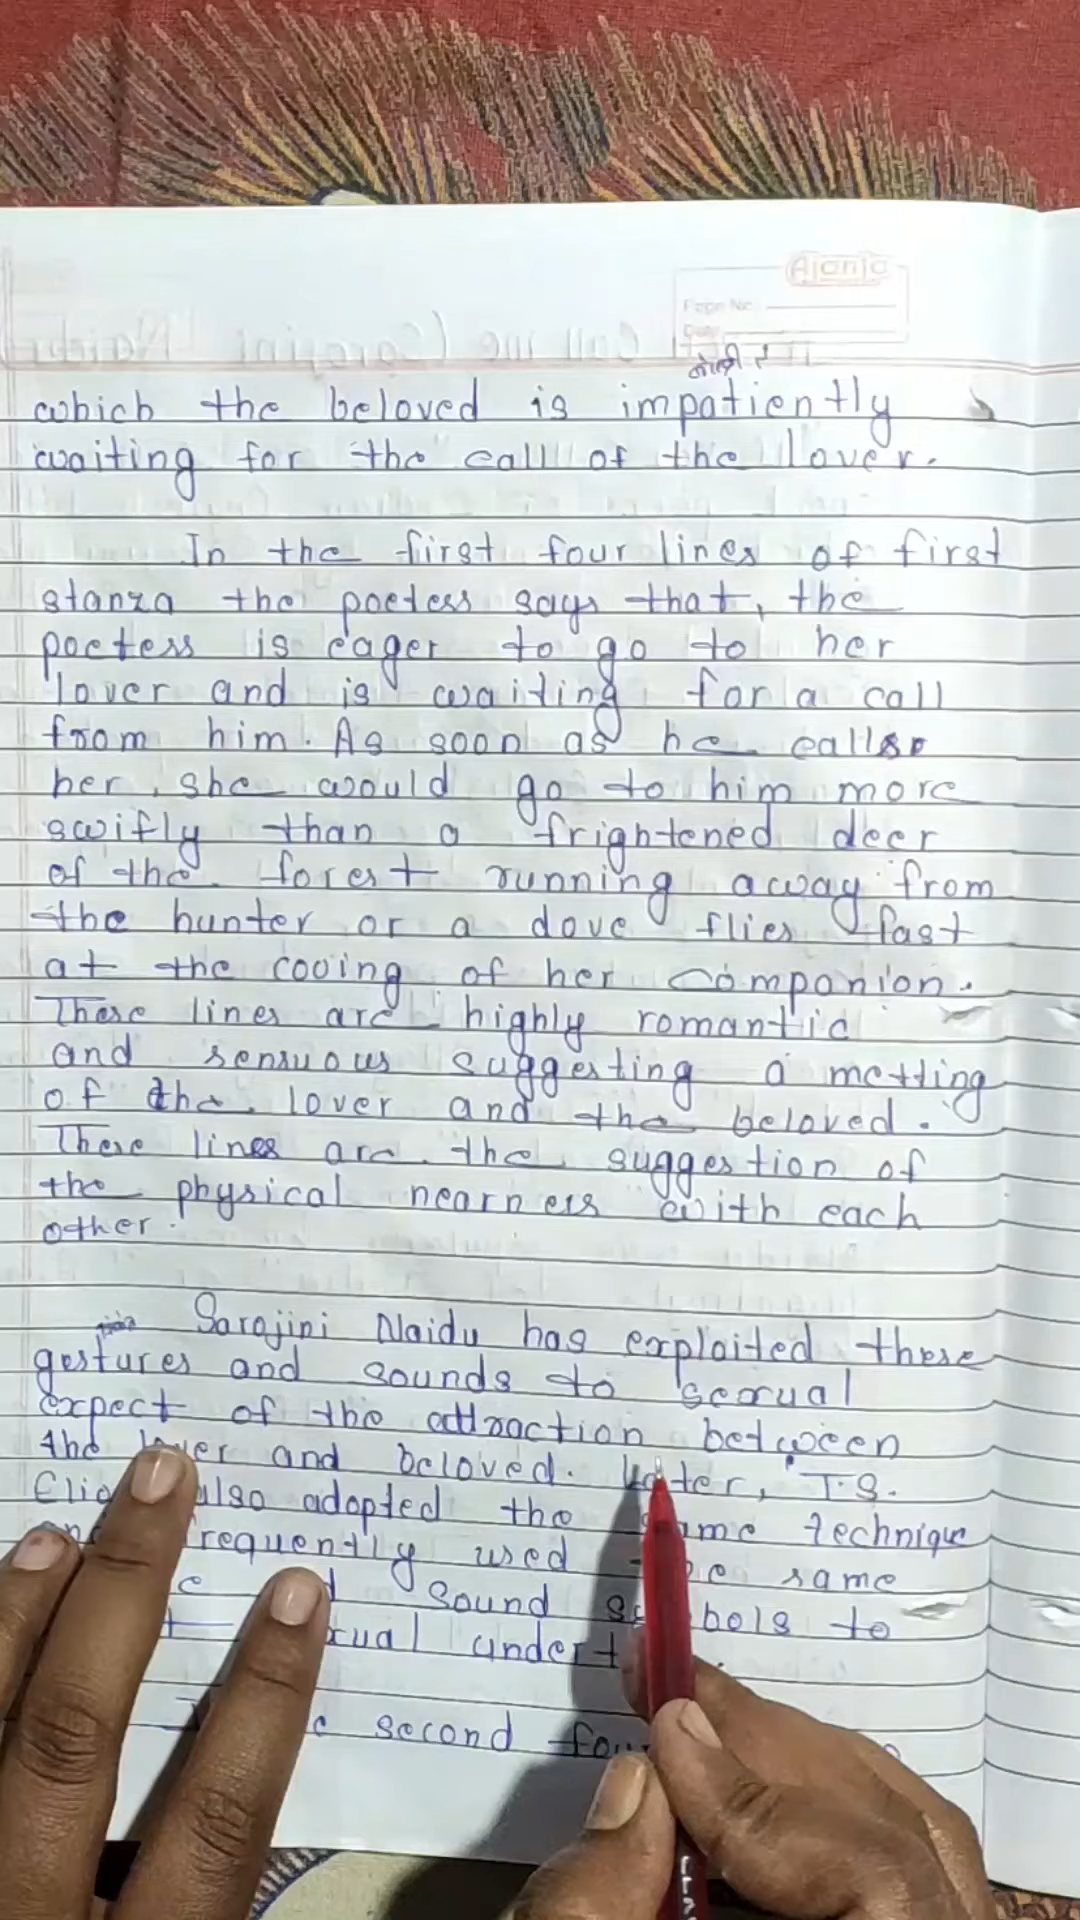 Ajanta
Page No.
Date
which the beloved is impatiently
waiting for the call of the lover.
In the first four lines of first
stanza the poetess says that, the
poetess is eager to go to her
lover and is waiting for a call
from him. As soon as he calls
her, she would go to him more
swifly than a frightened deer
of the forest running away from
the hunter or a dove flies fast
at the cooing of her companion.
These lines are highly romantic
and sensuous suggesting a metting
of the lover and the beloved.
These lines are the suggestion of
the physical nearness with each
other.
Sarojini Naidu has exploited these
gestures and sounds to sexual
expect of the attraction between
the lover and beloved. Later, T.S.
also adopted the same technique
frequently used the same
sound to
second